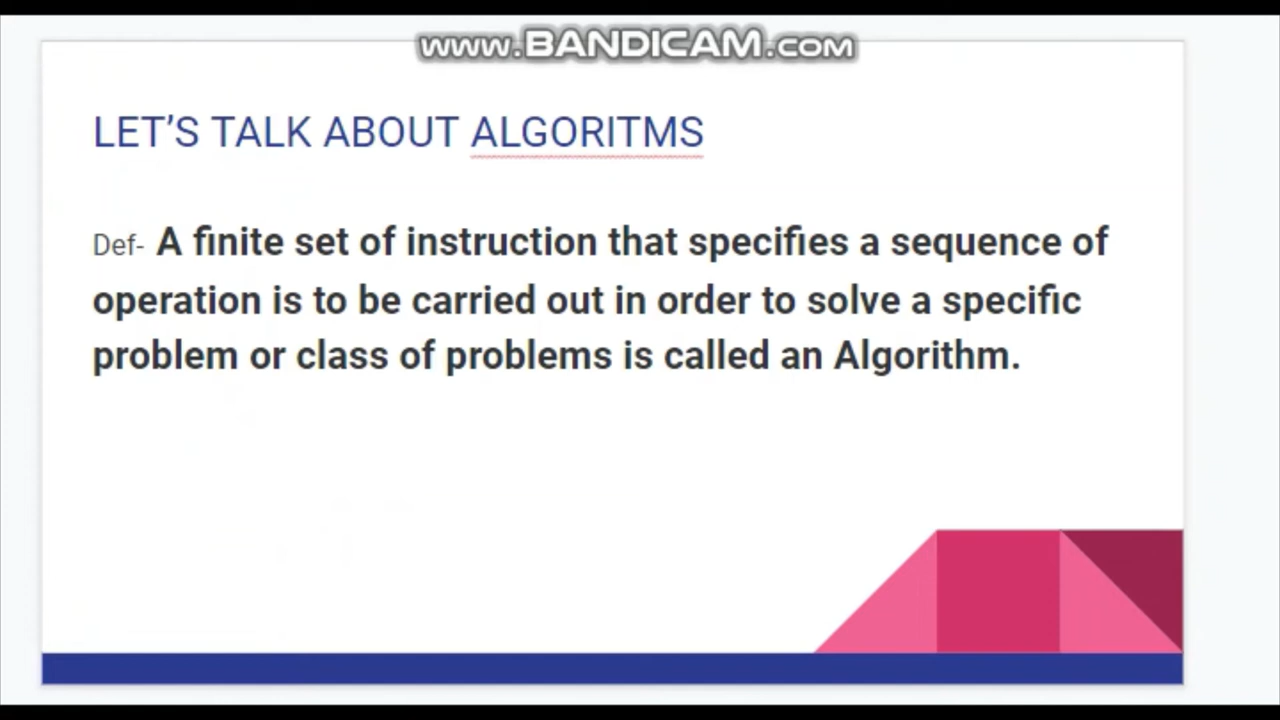 www.BANDICAM.COM
LET'S TALK ABOUT ALGORITMS
Def- A finite set of instruction that specifies a sequence of
operation is to be carried out in order to solve a specific
problem or class of problems is called an Algorithm.